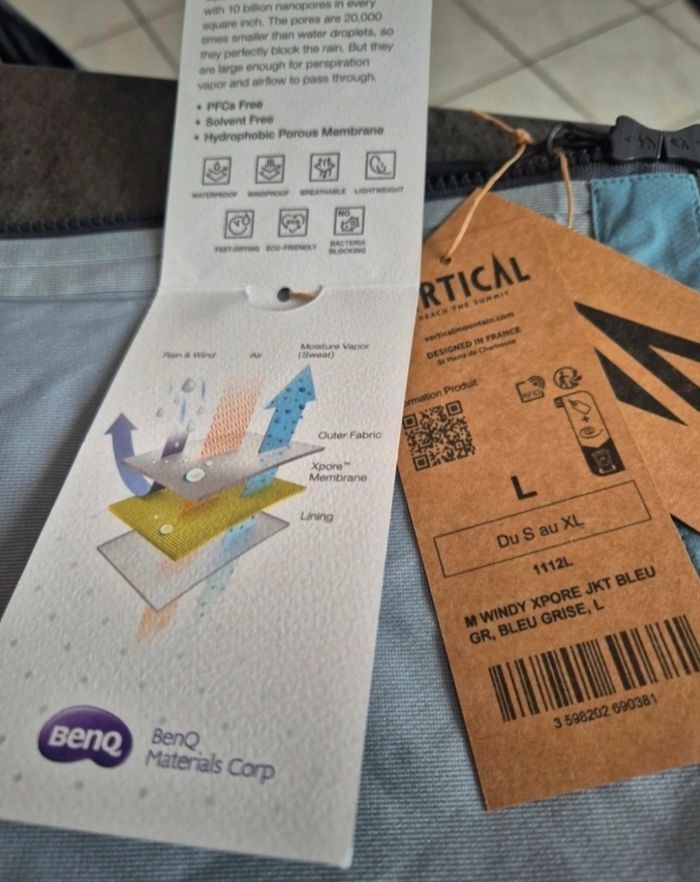 with 10 billion nanopores in every
square inch. The pores are 20,000
times smaller than water droplets, so
they perfectly block the rain. But they
are large enough for perspiration
vapor and airflow to pass through.
• PFCs Free
• Solvent Free
• Hydrophobic Porous Membrane
WATERPROOF WINDPROOF BREATHABLE LIGHTWEIGHT
NO
FAST-DRYING ECO-FRIENDLY BACTERIA
BLOCKING
Rain & Wind Air Moisture Vapor
(Sweat)
Outer Fabric
Xpore™
Membrane
Lining
BenQ
BenQ
Materials Corp
RTICAL
REACH THE SUMMIT
verticalmountain.com
DESIGNED IN FRANCE
St Pierre de Chartreuse
rmation Produit
RFID
L
Du S au XL
1112L
M WINDY XPORE JKT BLEU
GR, BLEU GRISE, L
3 598202 690381